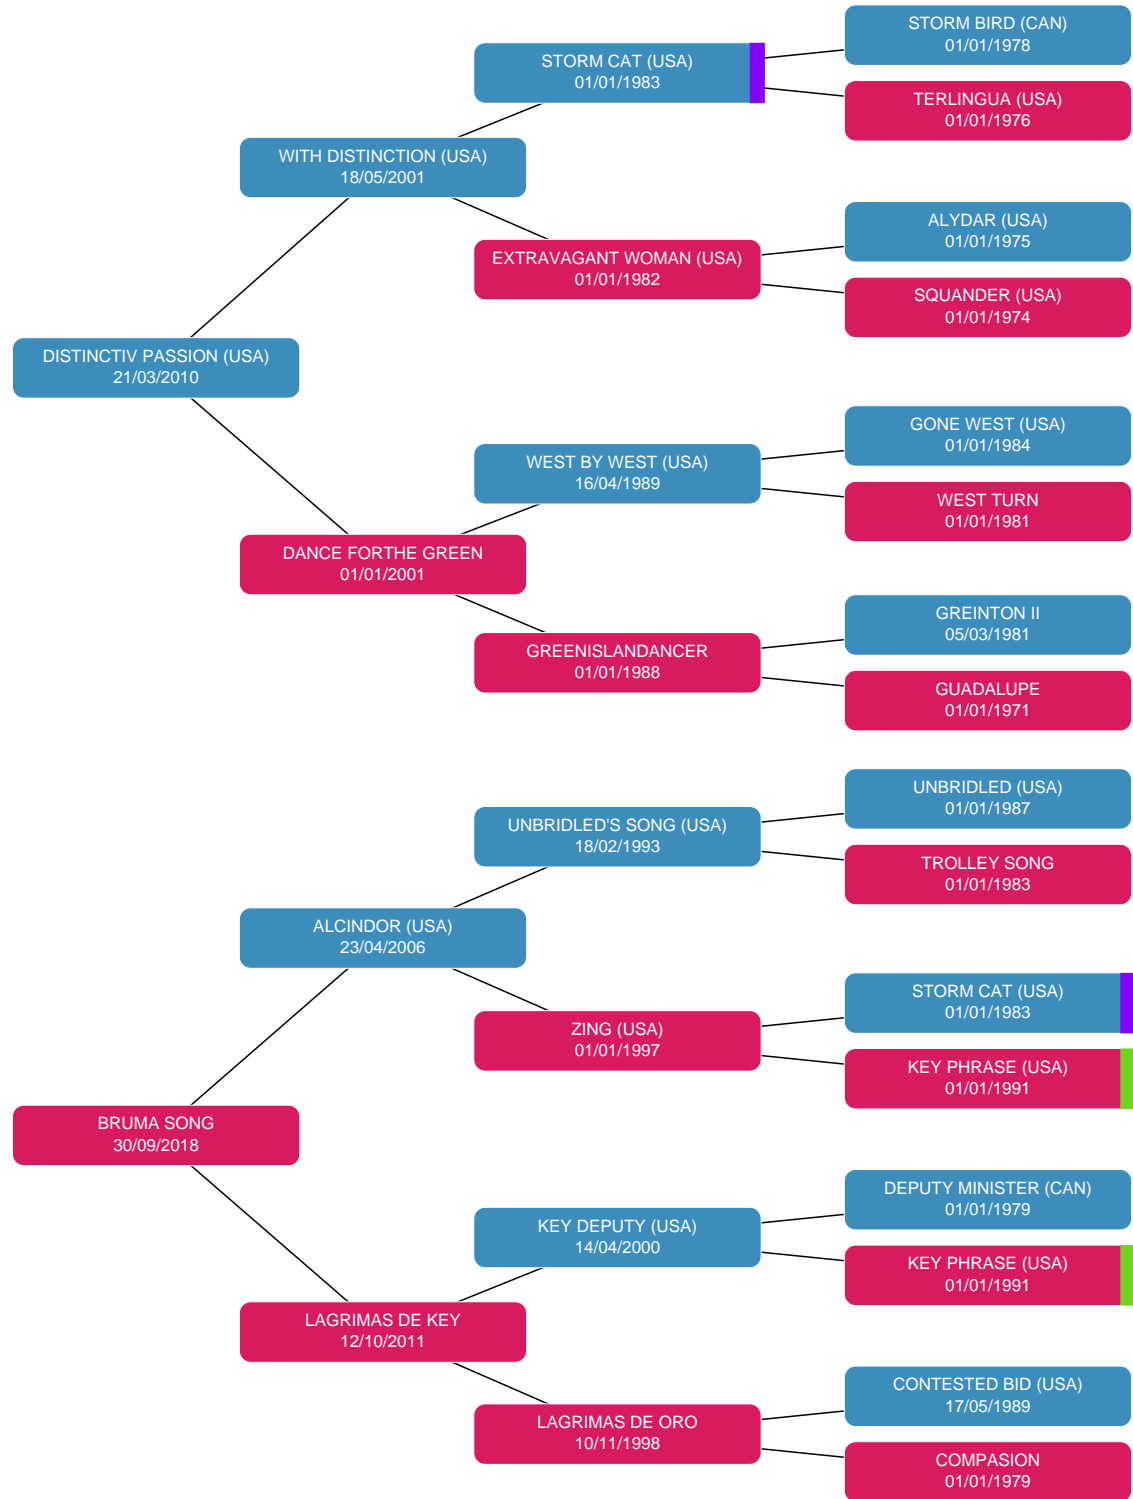 STORM BIRD (CAN)
01/01/1978
STORM CAT (USA)
01/01/1983
TERLINGUA (USA)
01/01/1976
WITH DISTINCTION (USA)
18/05/2001
ALYDAR (USA)
01/01/1975
EXTRAVAGANT WOMAN (USA)
01/01/1982
SQUANDER (USA)
01/01/1974
DISTINCTIV PASSION (USA)
21/03/2010
GONE WEST (USA)
01/01/1984
WEST BY WEST (USA)
16/04/1989
WEST TURN
01/01/1981
DANCE FORTHE GREEN
01/01/2001
GREINTON II
05/03/1981
GREENISLANDANCER
01/01/1988
GUADALUPE
01/01/1971
UNBRIDLED (USA)
01/01/1987
UNBRIDLED'S SONG (USA)
18/02/1993
TROLLEY SONG
01/01/1983
ALCINDOR (USA)
23/04/2006
STORM CAT (USA)
01/01/1983
ZING (USA)
01/01/1997
KEY PHRASE (USA)
01/01/1991
BRUMA SONG
30/09/2018
DEPUTY MINISTER (CAN)
01/01/1979
KEY DEPUTY (USA)
14/04/2000
KEY PHRASE (USA)
01/01/1991
LAGRIMAS DE KEY
12/10/2011
CONTESTED BID (USA)
17/05/1989
LAGRIMAS DE ORO
10/11/1998
COMPASION
01/01/1979